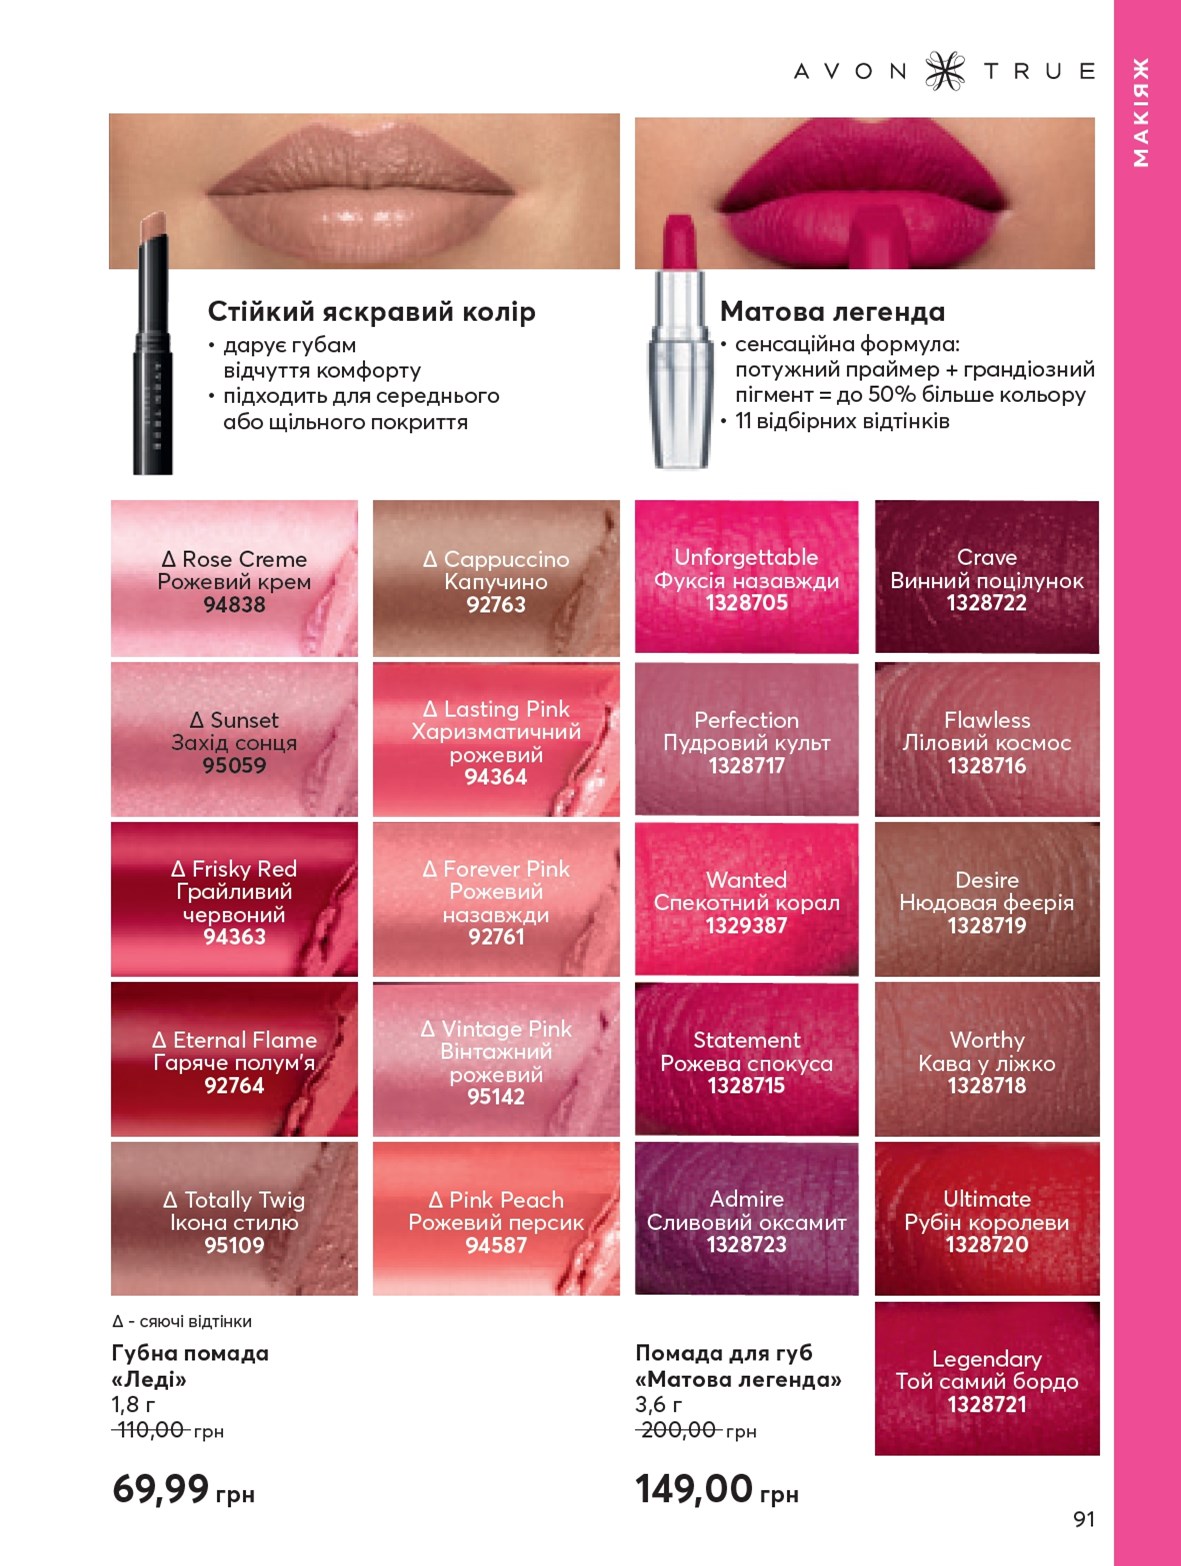 AVON TRUE
МАКІЯЖ
Стійкий яскравий колір
• дарує губам
відчуття комфорту
• підходить для середнього
або щільного покриття
Матова легенда
• сенсаційна формула:
потужний праймер + грандіозний
пігмент = до 50% більше кольору
• 11 відбірних відтінків
Δ Rose Creme
Рожевий крем
94838
Δ Cappuccino
Капучино
92763
Unforgettable
Фуксія назавжди
1328705
Crave
Винний поцілунок
1328722
Δ Sunset
Захід сонця
95059
Δ Lasting Pink
Харизматичний
рожевий
94364
Perfection
Пудровий культ
1328717
Flawless
Ліловий космос
1328716
Δ Frisky Red
Грайливий
червоний
94363
Δ Forever Pink
Рожевий
назавжди
92761
Wanted
Спекотний корал
1329387
Desire
Нюдовая феєрія
1328719
Δ Eternal Flame
Гаряче полум'я
92764
Δ Vintage Pink
Вінтажний
рожевий
95142
Statement
Рожева спокуса
1328715
Worthy
Кава у ліжко
1328718
Δ Totally Twig
Ікона стилю
95109
Δ Pink Peach
Рожевий персик
94587
Admire
Сливовий оксамит
1328723
Ultimate
Рубін королеви
1328720
Legendary
Той самий бордо
1328721
Δ - сяючі відтінки
Губна помада
«Леді»
1,8 г
110,00 грн
69,99 грн
Помада для губ
«Матова легенда»
3,6 г
200,00 грн
149,00 грн
91